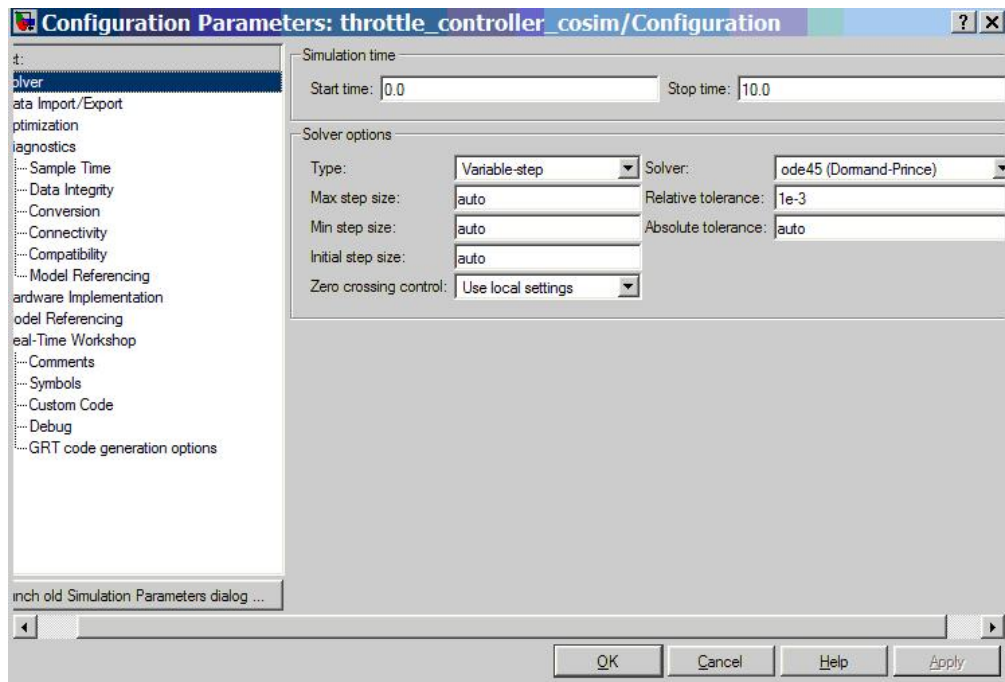 Configuration Parameters: throttle_controller_cosim/Configuration
ct:
olver
ata Import/Export
ptimization
iagnostics
Sample Time
Data Integrity
Conversion
Connectivity
Compatibility
Model Referencing
ardware Implementation
odel Referencing
eal-Time Workshop
Comments
Symbols
Custom Code
Debug
GRT code generation options
unch old Simulation Parameters dialog ...
Simulation time
Start time: 0.0 Stop time: 10.0
Solver options
Type: Variable-step Solver: ode45 (Dormand-Prince)
Max step size: auto Relative tolerance: 1e-3
Min step size: auto Absolute tolerance: auto
Initial step size: auto
Zero crossing control: Use local settings
OK Cancel Help Apply